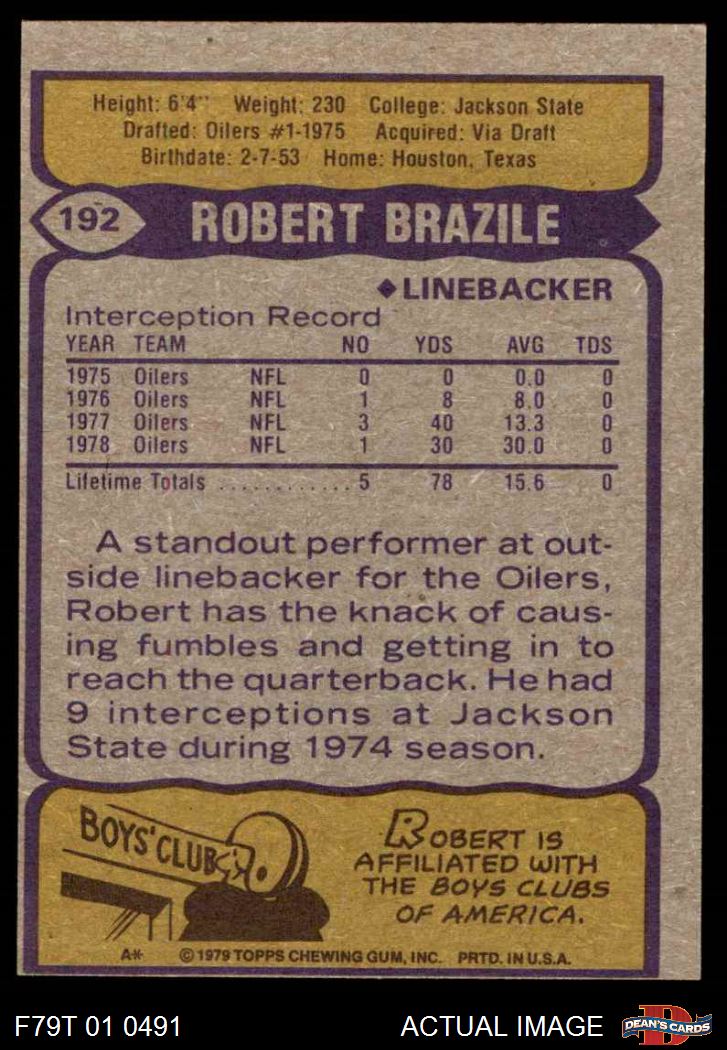 Height: 6'4" Weight: 230 College: Jackson State
Drafted: Oilers #1-1975 Acquired: Via Draft
Birthdate: 2-7-53 Home: Houston, Texas
192 ROBERT BRAZILE
◆LINEBACKER
Interception Record
YEAR TEAM NO YDS AVG TDS
1975 Oilers NFL 0 0 0.0 0
1976 Oilers NFL 1 8 8.0 0
1977 Oilers NFL 3 40 13.3 0
1978 Oilers NFL 1 30 30.0 0
Lifetime Totals ............ 5 78 15.6 0
A standout performer at out-
side linebacker for the Oilers,
Robert has the knack of caus-
ing fumbles and getting in to
reach the quarterback. He had
9 interceptions at Jackson
State during 1974 season.
BOYS' CLUBS
ROBERT IS
AFFILIATED WITH
THE BOYS CLUBS
OF AMERICA.
A* ©1979 TOPPS CHEWING GUM, INC. PRTD. IN U.S.A.
F79T 01 0491 ACTUAL IMAGE D DEAN'S CARDS